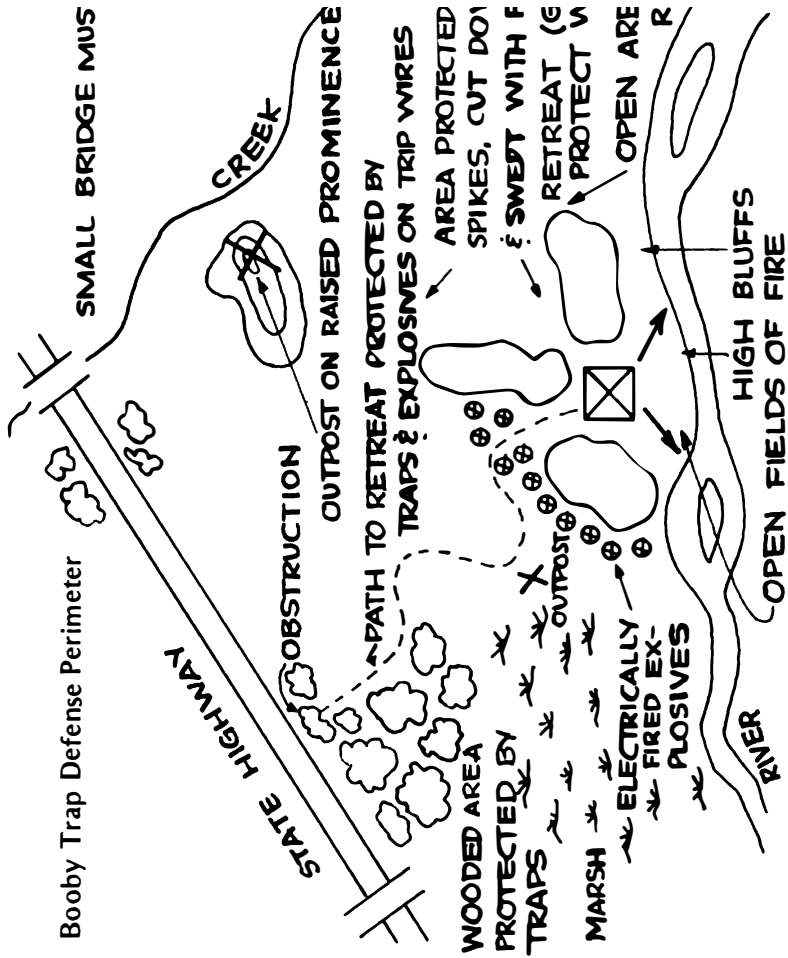 Booby Trap Defense Perimeter
SMALL BRIDGE MUS
STATE HIGHWAY
CREEK
OBSTRUCTION
OUTPOST ON RAISED PROMINENCE
PATH TO RETREAT PROTECTED BY
TRAPS & EXPLOSIVES ON TRIP WIRES
AREA PROTECTED
SPIKES, CUT DOW
& SWEPT WITH F
RETREAT (G
PROTECT W
OPEN ARE
R
WOODED AREA
PROTECTED BY
TRAPS
OUTPOST
MARSH
ELECTRICALLY
FIRED EX-
PLOSIVES
HIGH BLUFFS
OPEN FIELDS OF FIRE
RIVER